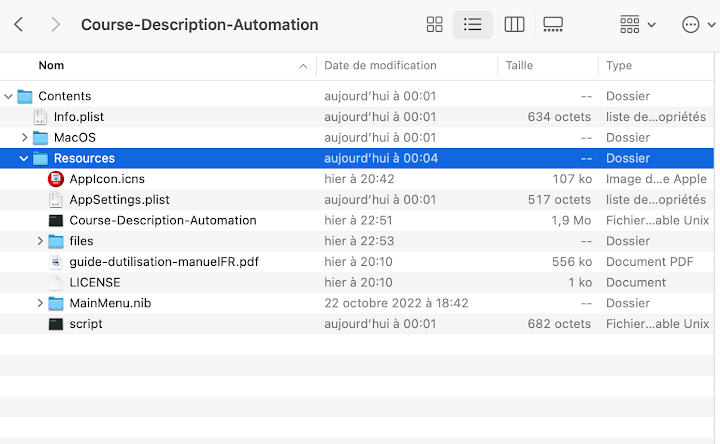 Course-Description-Automation
Nom Date de modification Taille Type
Contents aujourd'hui à 00:01 -- Dossier
Info.plist aujourd'hui à 00:01 634 octets liste de…opriétés
MacOS aujourd'hui à 00:01 -- Dossier
Resources aujourd'hui à 00:04 -- Dossier
AppIcon.icns hier à 20:42 107 ko Image d…e Apple
AppSettings.plist aujourd'hui à 00:01 517 octets liste de…opriétés
Course-Description-Automation hier à 22:51 1,9 Mo Fichier…able Unix
files hier à 22:53 -- Dossier
guide-dutilisation-manuelFR.pdf hier à 20:10 556 ko Document PDF
LICENSE hier à 20:10 1 ko Document
MainMenu.nib 22 octobre 2022 à 18:42 -- Dossier
script aujourd'hui à 00:01 682 octets Fichier…able Unix